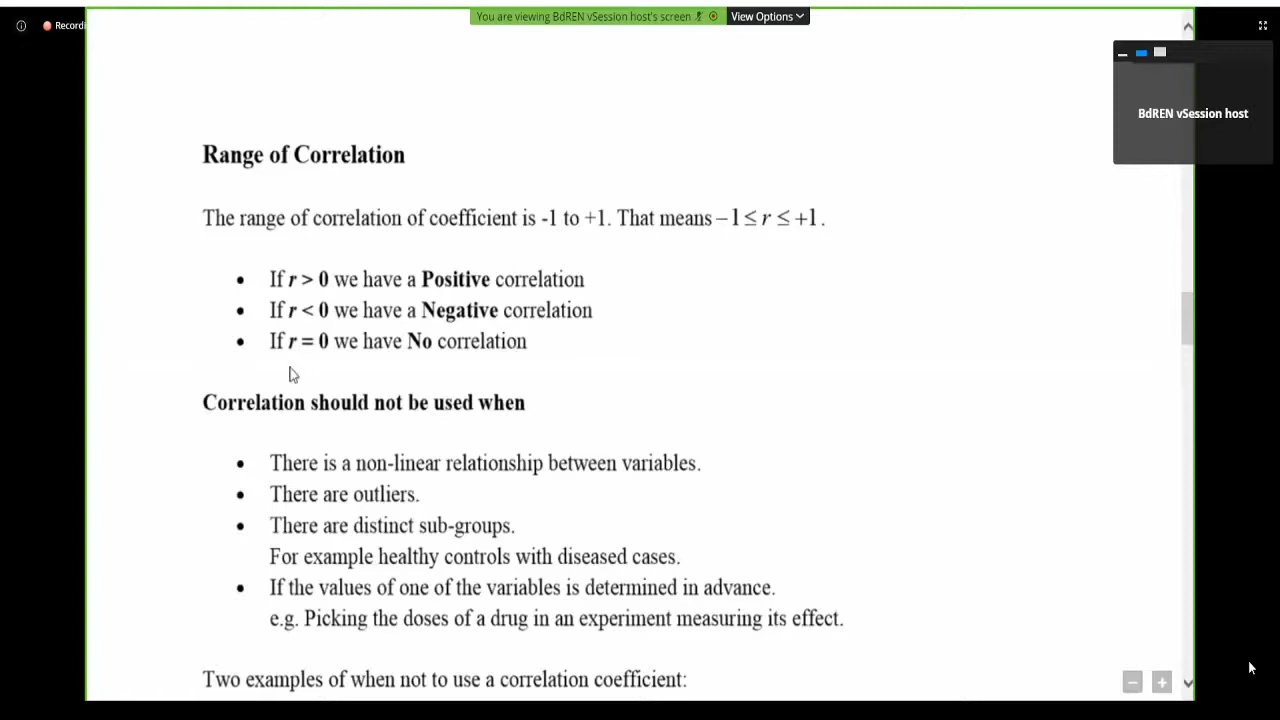 You are viewing BdREN vSession host's screen
View Options
Recordi
BdREN vSession host
Range of Correlation
The range of correlation of coefficient is -1 to +1. That means −1 ≤ r ≤ +1.
• If r > 0 we have a Positive correlation
• If r < 0 we have a Negative correlation
• If r = 0 we have No correlation
Correlation should not be used when
• There is a non-linear relationship between variables.
• There are outliers.
• There are distinct sub-groups.
For example healthy controls with diseased cases.
• If the values of one of the variables is determined in advance.
e.g. Picking the doses of a drug in an experiment measuring its effect.
Two examples of when not to use a correlation coefficient: